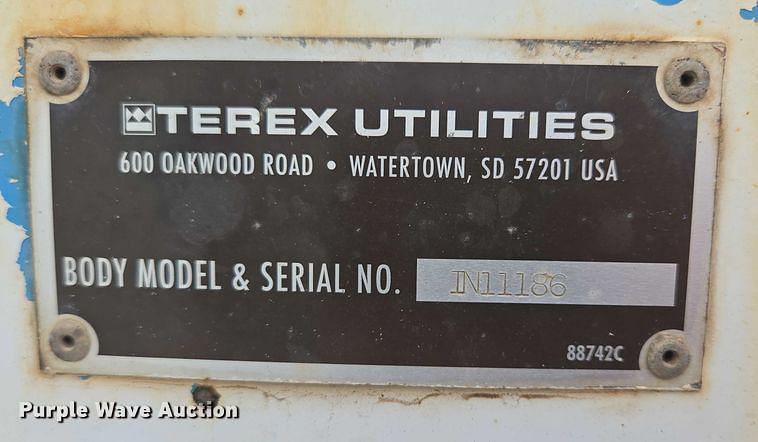 TEREX UTILITIES
600 OAKWOOD ROAD • WATERTOWN, SD 57201 USA
BODY MODEL & SERIAL NO. IN11186
88742C
Purple Wave Auction